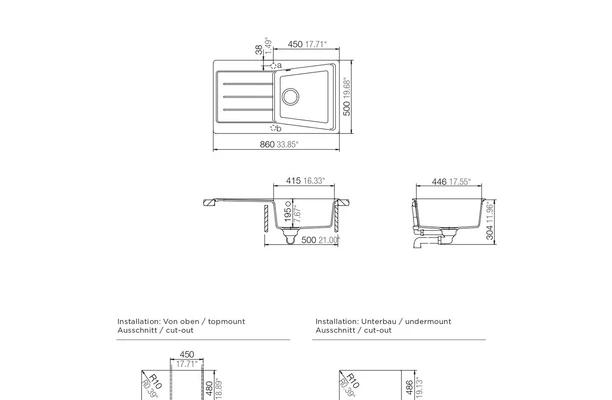 450 17.71"
38
1.49"
a
500 19.68"
b
860 33.85"
415 16.33"
446 17.55"
195
7.67"
304 11.96"
500 21.00"
Installation: Von oben / topmount
Ausschnitt / cut-out
Installation: Unterbau / undermount
Ausschnitt / cut-out
450
17.71"
R10
R0.39"
480
18.89"
R10
R0.39"
486
19.13"